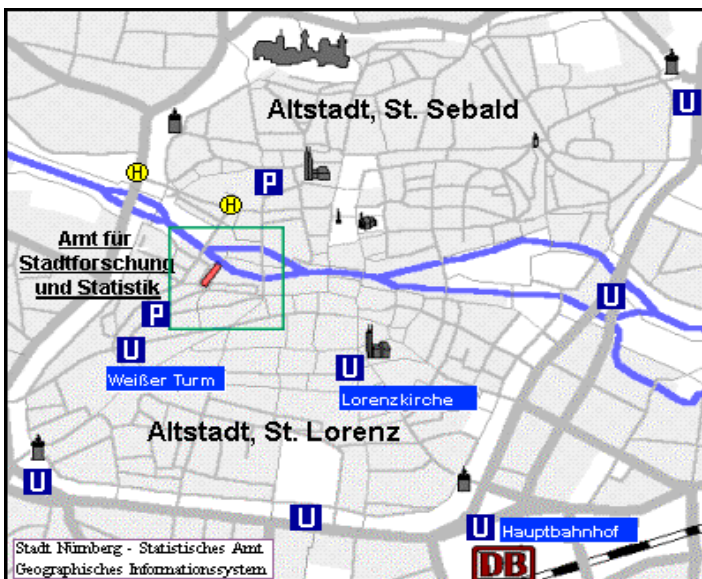 Altstadt, St. Sebald
U
H
P
H
Amt für
Stadtforschung
und Statistik
U
P
U
Weißer Turm
U
Lorenzkirche
Altstadt, St. Lorenz
U
U
U
Hauptbahnhof
DB
Stadt Nürnberg - Statistisches Amt
Geographisches Informationssystem